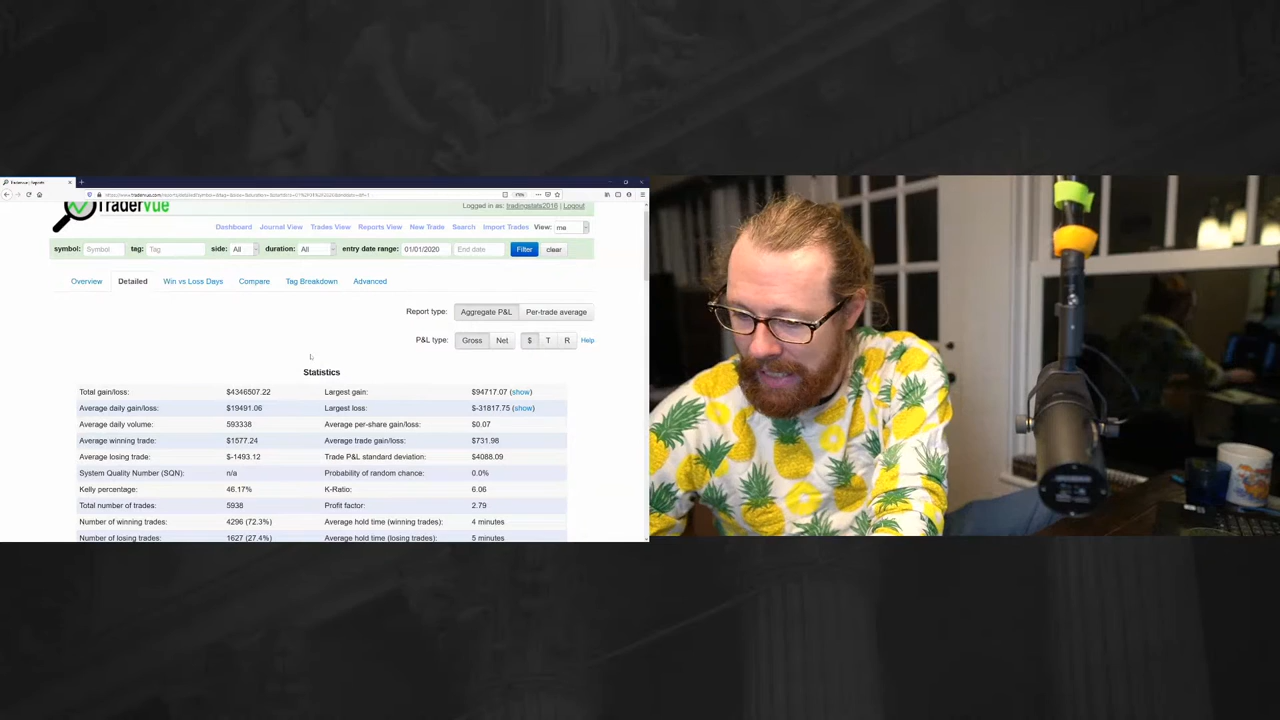 Tradervue | Reports
TraderVue
Logged in as: tradingstats2016 | Logout
Dashboard Journal View Trades View Reports View New Trade Search Import Trades View: me
symbol: Symbol tag: Tag side: All duration: All entry date range: 01/01/2020 End date Filter clear
Overview Detailed Win vs Loss Days Compare Tag Breakdown Advanced
Report type: Aggregate P&L Per-trade average
P&L type: Gross Net $ T R Help
Statistics
Total gain/loss: $4346507.22 Largest gain: $94717.07 (show)
Average daily gain/loss: $19491.06 Largest loss: $-31817.75 (show)
Average daily volume: 593338 Average per-share gain/loss: $0.07
Average winning trade: $1577.24 Average trade gain/loss: $731.98
Average losing trade: $-1493.12 Trade P&L standard deviation: $4088.09
System Quality Number (SQN): n/a Probability of random chance: 0.0%
Kelly percentage: 46.17% K-Ratio: 6.06
Total number of trades: 5938 Profit factor: 2.79
Number of winning trades: 4296 (72.3%) Average hold time (winning trades): 4 minutes
Number of losing trades: 1627 (27.4%) Average hold time (losing trades): 5 minutes